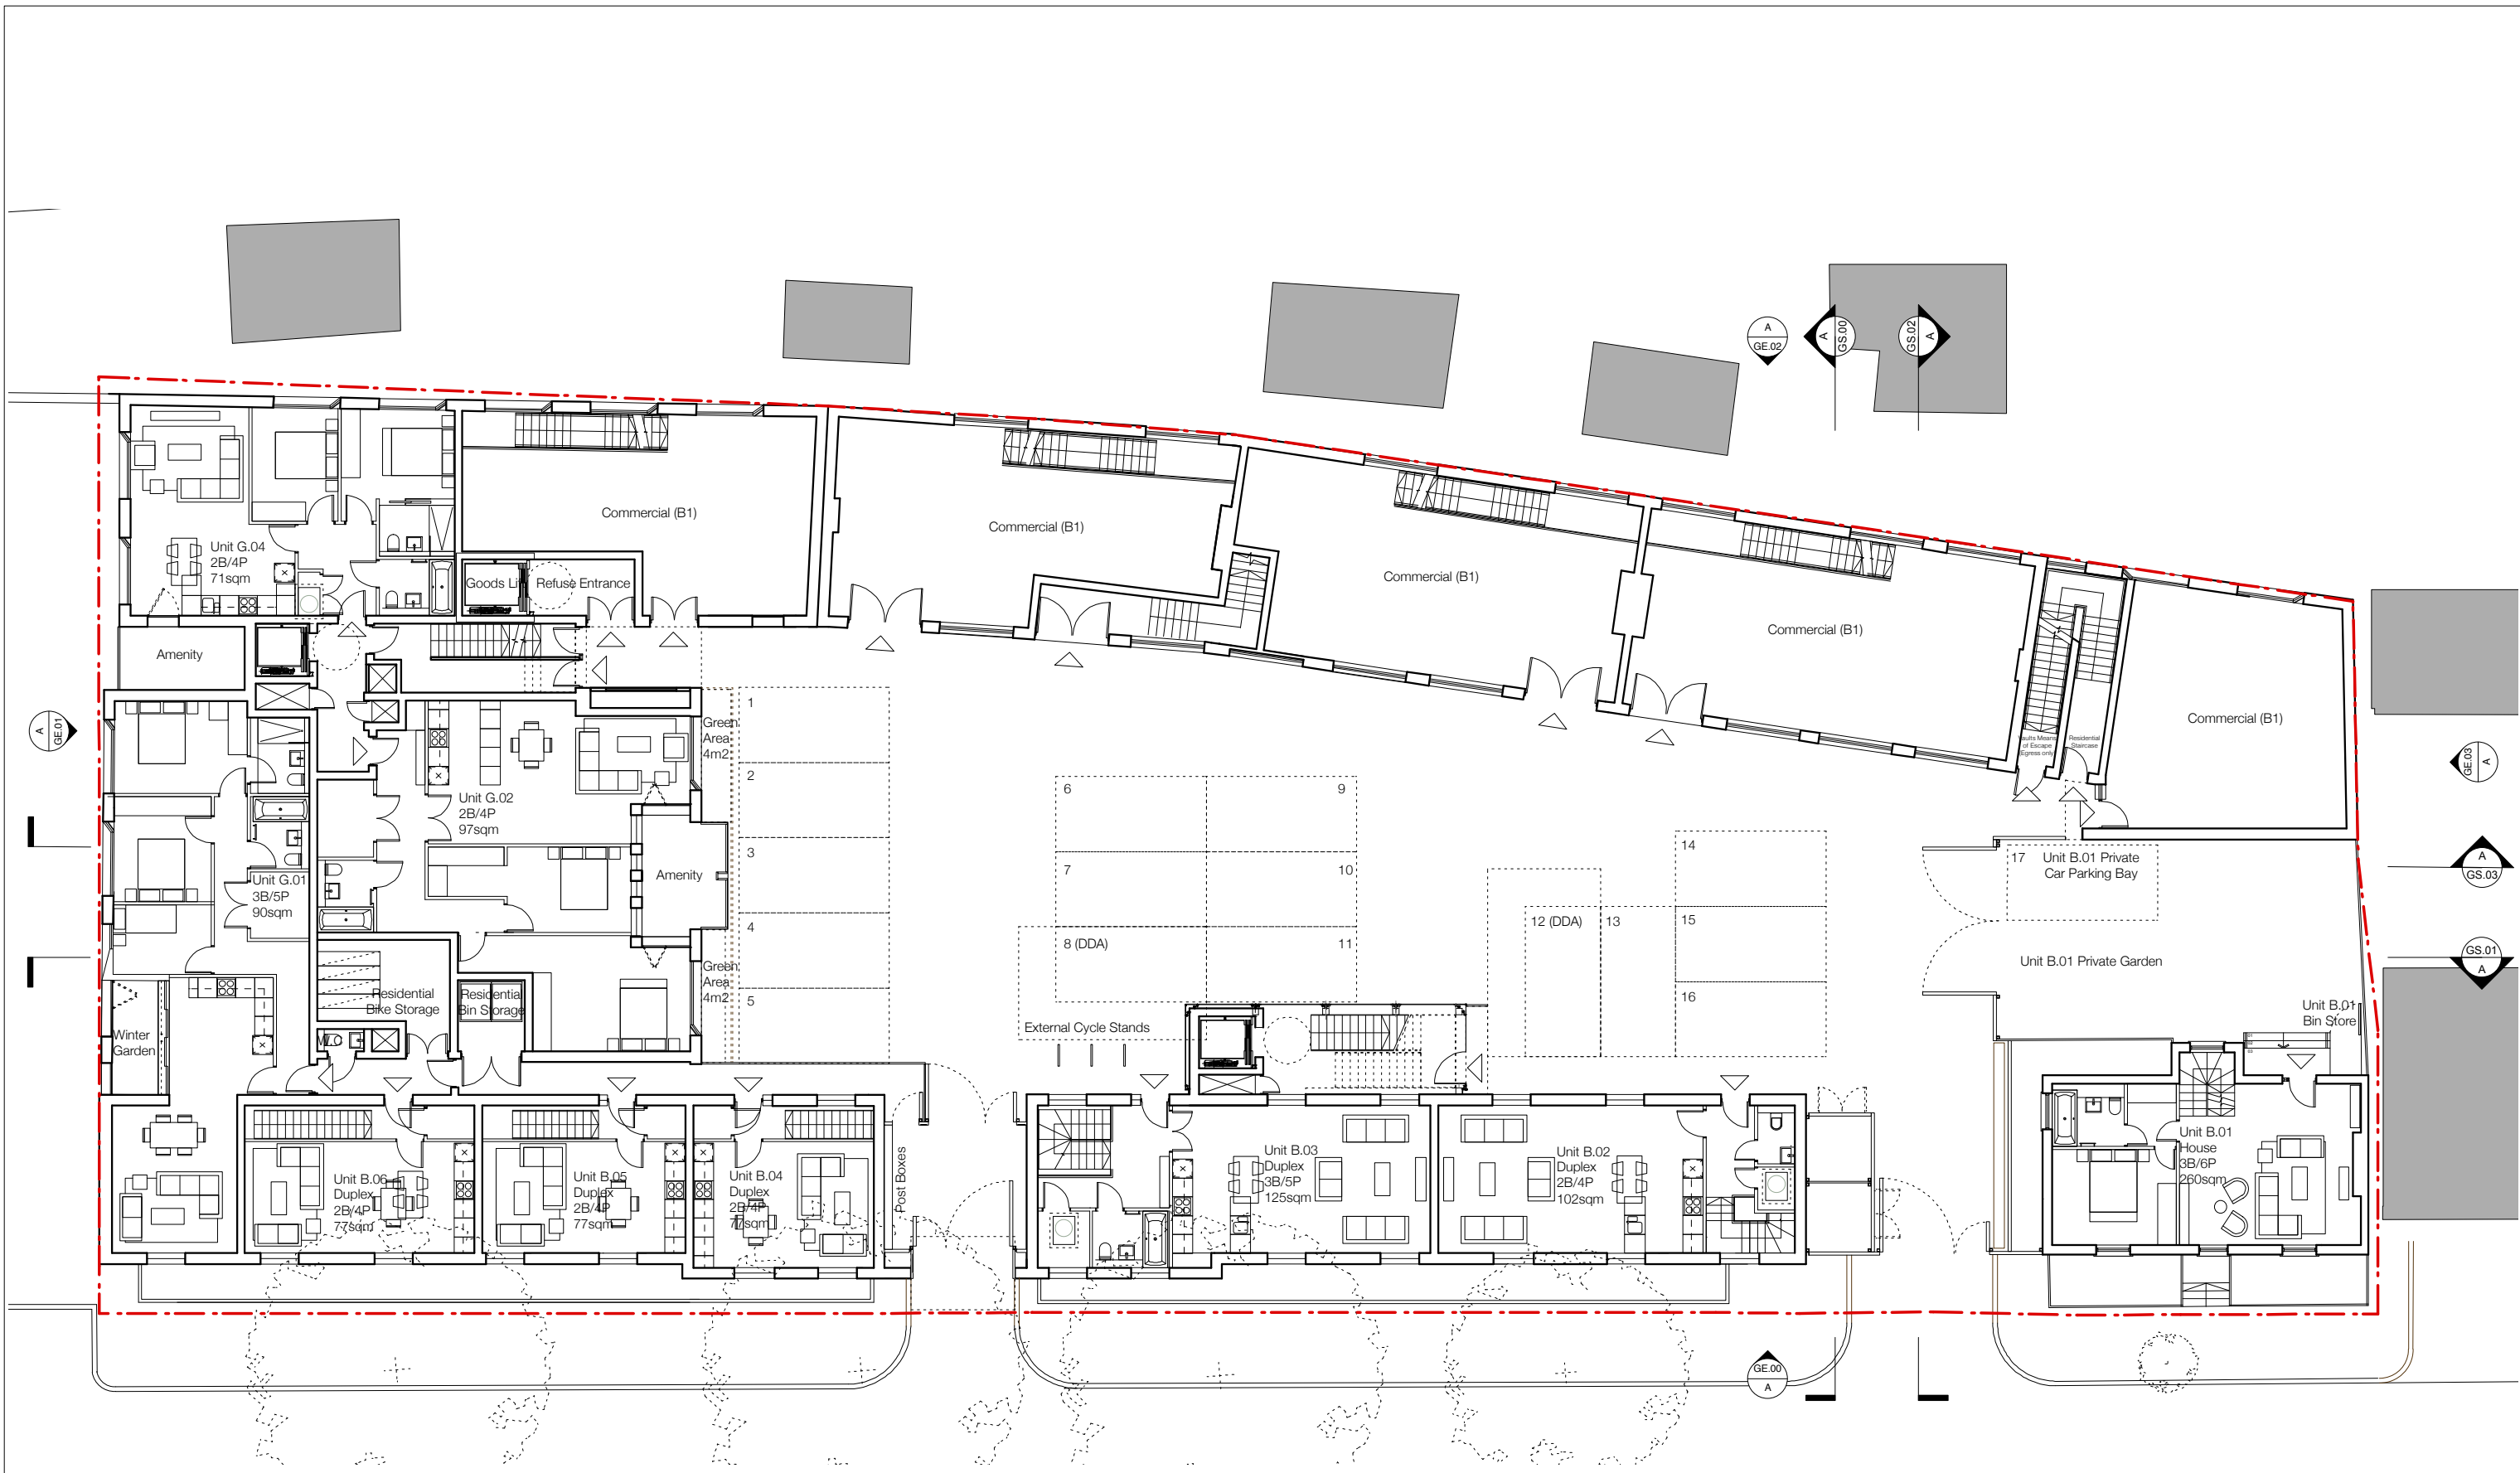 A
GE.02
A
GS.00
GS.02
A
Commercial (B1)
Commercial (B1)
Unit G.04
2B/4P
71sqm
Goods Li
Refuse Entrance
Commercial (B1)
Commercial (B1)
Amenity
Commercial (B1)
A
GE.01
1
Green
Area
4m2
2
Vaults Means
of Escape
Egress only
Residential
Staircase
GE.03
A
Unit G.02
2B/4P
97sqm
6
9
3
14
17
Unit B.01 Private
Car Parking Bay
A
GS.03
7
10
Amenity
Unit G.01
3B/5P
90sqm
4
12 (DDA)
13
15
8 (DDA)
11
GS.01
A
Green
Area
4m2
Unit B.01 Private Garden
5
16
Residential
Bike Storage
Residential
Bin Storage
Unit B.01
Bin Store
External Cycle Stands
Winter
Garden
WC
Unit B.06
Duplex
2B/4P
77sqm
Unit B.05
Duplex
2B/4P
77sqm
Unit B.04
Duplex
2B/4P
77sqm
Post Boxes
Unit B.03
Duplex
3B/5P
125sqm
Unit B.02
Duplex
2B/4P
102sqm
Unit B.01
House
3B/6P
260sqm
GE.00
A